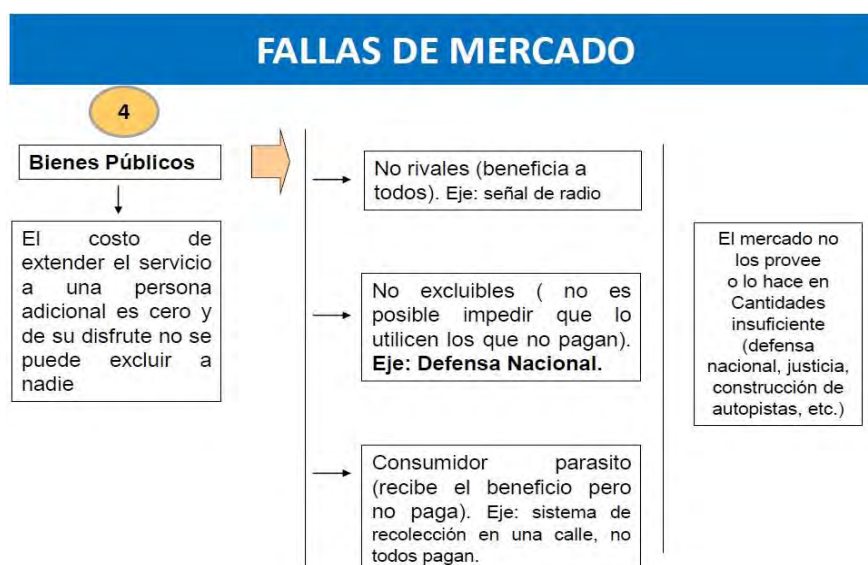 FALLAS DE MERCADO
4
Bienes Públicos
El costo de
extender el servicio
a una persona
adicional es cero y
de su disfrute no se
puede excluir a
nadie
No rivales (beneficia a
todos). Eje: señal de radio
No excluibles ( no es
posible impedir que lo
utilicen los que no pagan).
Eje: Defensa Nacional.
Consumidor parasito
(recibe el beneficio pero
no paga). Eje: sistema de
recolección en una calle, no
todos pagan.
El mercado no
los provee
o lo hace en
Cantidades
insuficiente
(defensa
nacional, justicia,
construcción de
autopistas, etc.)